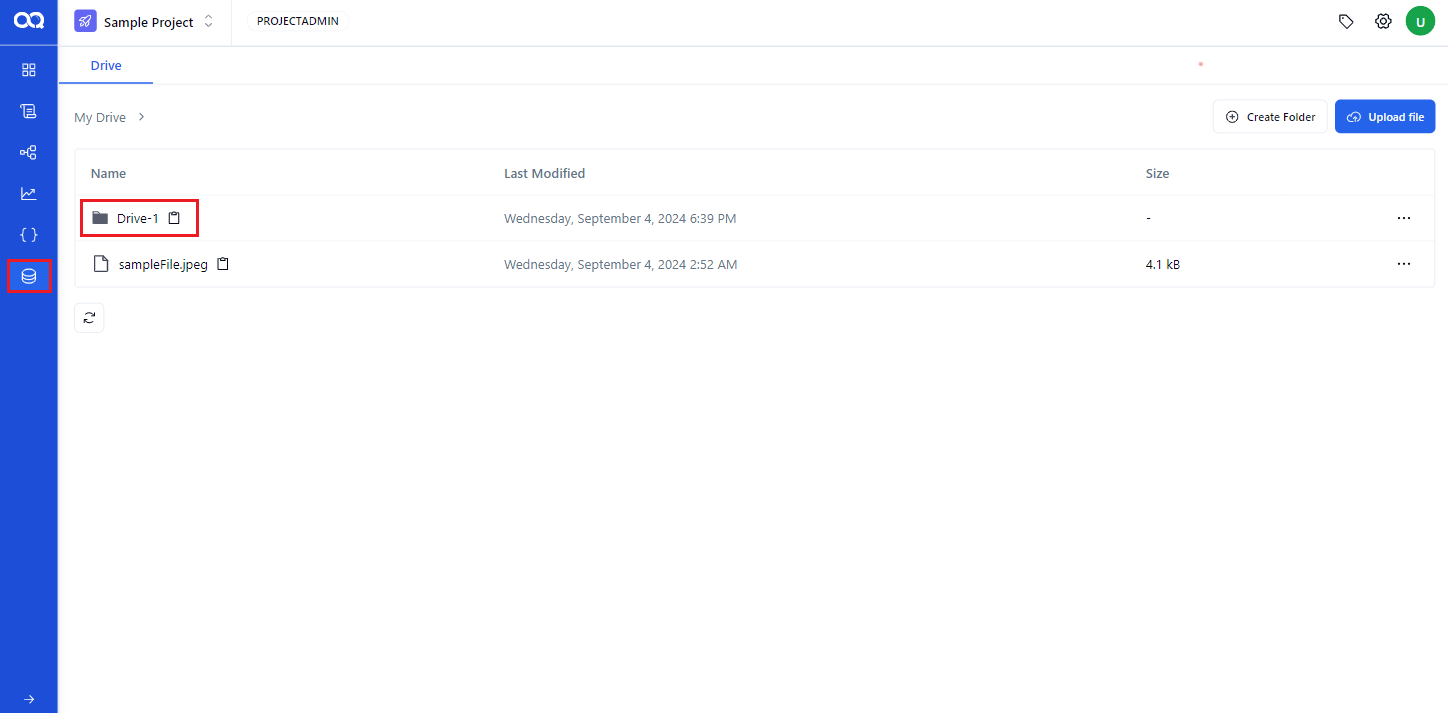 Sample Project
PROJECTADMIN
U
Drive
My Drive
Create Folder
Upload file
Name Last Modified Size
Drive-1 Wednesday, September 4, 2024 6:39 PM -
sampleFile.jpeg Wednesday, September 4, 2024 2:52 AM 4.1 kB